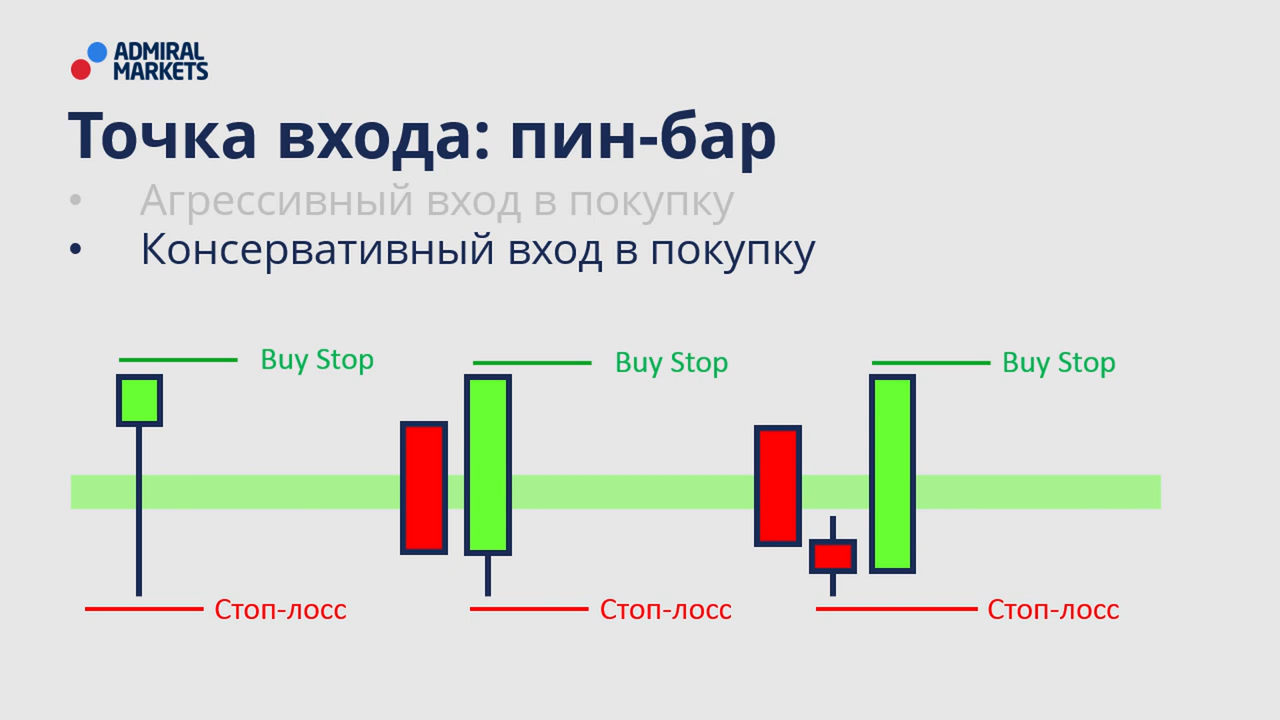 ADMIRAL
MARKETS
Точка входа: пин-бар
• Агрессивный вход в покупку
• Консервативный вход в покупку
Buy Stop
Buy Stop
Buy Stop
Стоп-лосс
Стоп-лосс
Стоп-лосс